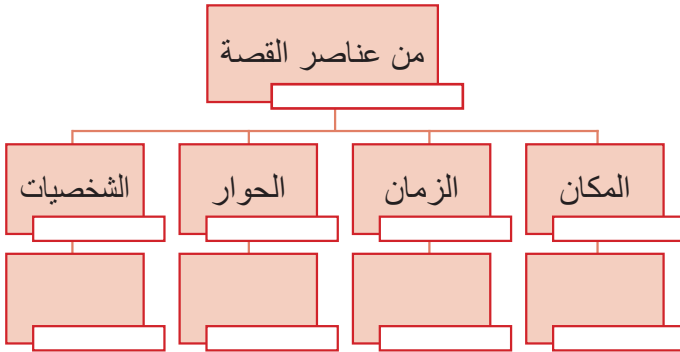 من عناصر القصة
المكان
الزمان
الحوار
الشخصيات